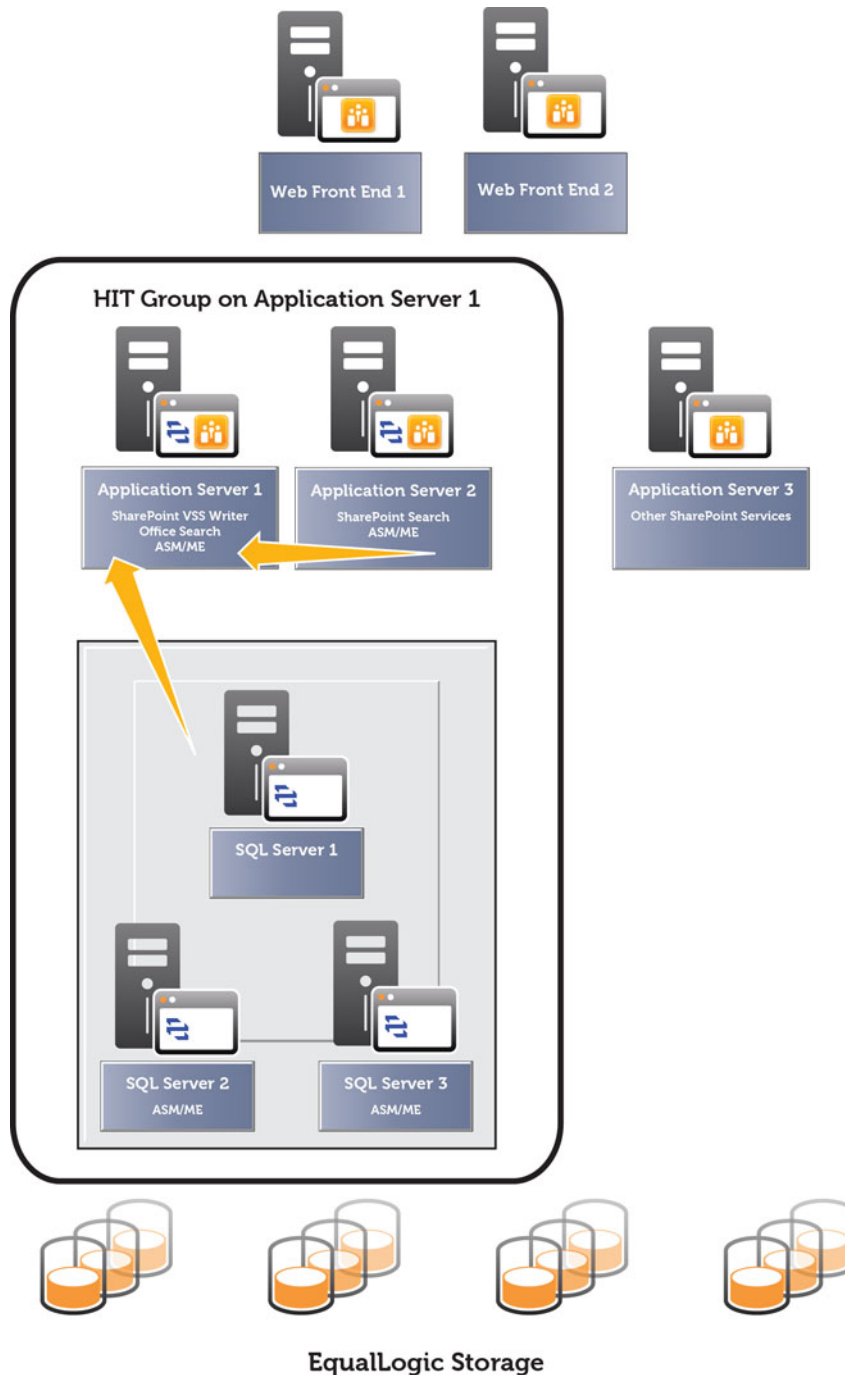 Web Front End 1
Web Front End 2
HIT Group on Application Server 1
Application Server 1
SharePoint VSS Writer
Office Search
ASM/ME
Application Server 2
SharePoint Search
ASM/ME
Application Server 3
Other SharePoint Services
SQL Server 1
SQL Server 2
ASM/ME
SQL Server 3
ASM/ME
EqualLogic Storage